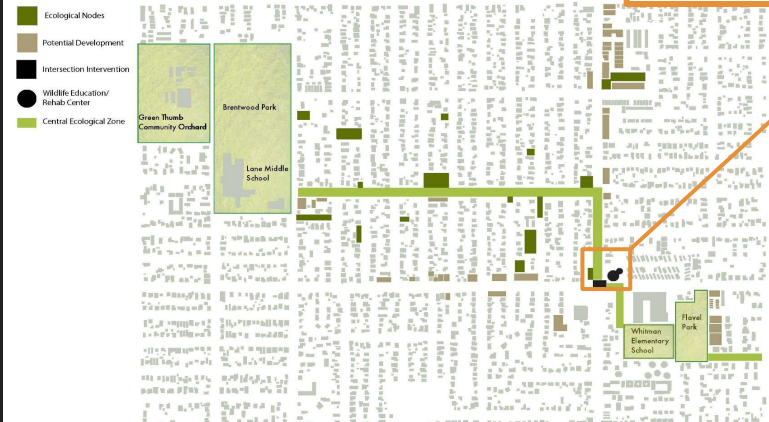 Ecological Nodes
Potential Development
Intersection Intervention
Wildlife Education/
Rehab Center
Central Ecological Zone
Green Thumb
Community Orchard
Brentwood Park
Lane Middle
School
Whitman
Elementary
School
Flavel
Park